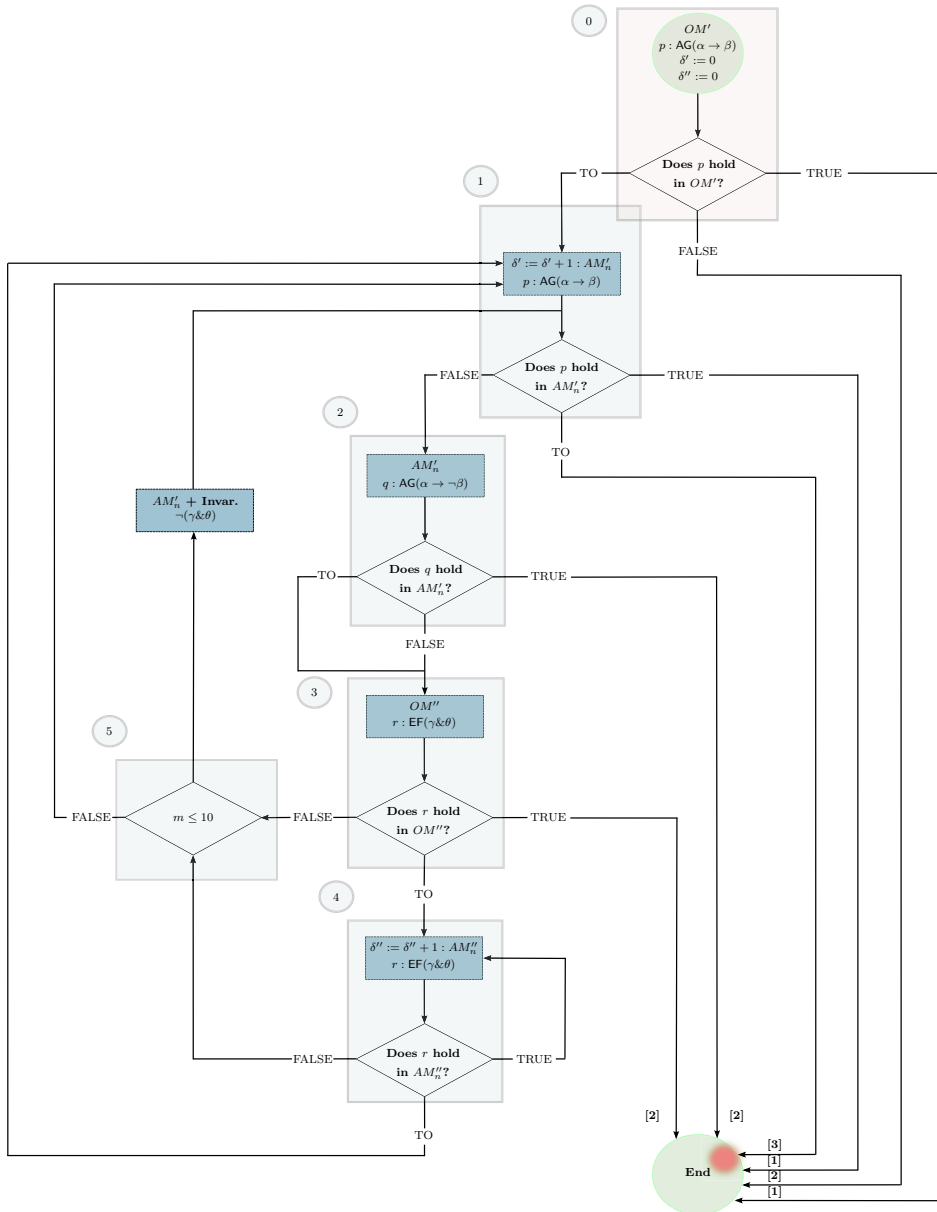 0
OM′
p : AG(α → β)
δ′ := 0
δ′′ := 0
Does p hold
in OM′?
TO
TRUE
FALSE
1
δ′ := δ′ + 1 : AM′ₙ
p : AG(α → β)
Does p hold
in AM′ₙ?
FALSE
TRUE
TO
2
AM′ₙ
q : AG(α → ¬β)
Does q hold
in AM′ₙ?
TO
TRUE
FALSE
AM′ₙ + Invar.
¬(γ&θ)
3
OM′′
r : EF(γ&θ)
Does r hold
in OM′′?
FALSE
TRUE
TO
5
m ≤ 10
FALSE
4
δ′′ := δ′′ + 1 : AM′′ₙ
r : EF(γ&θ)
Does r hold
in AM′′ₙ?
FALSE
TRUE
TO
[2]
[2]
[3]
[1]
[2]
[1]
End